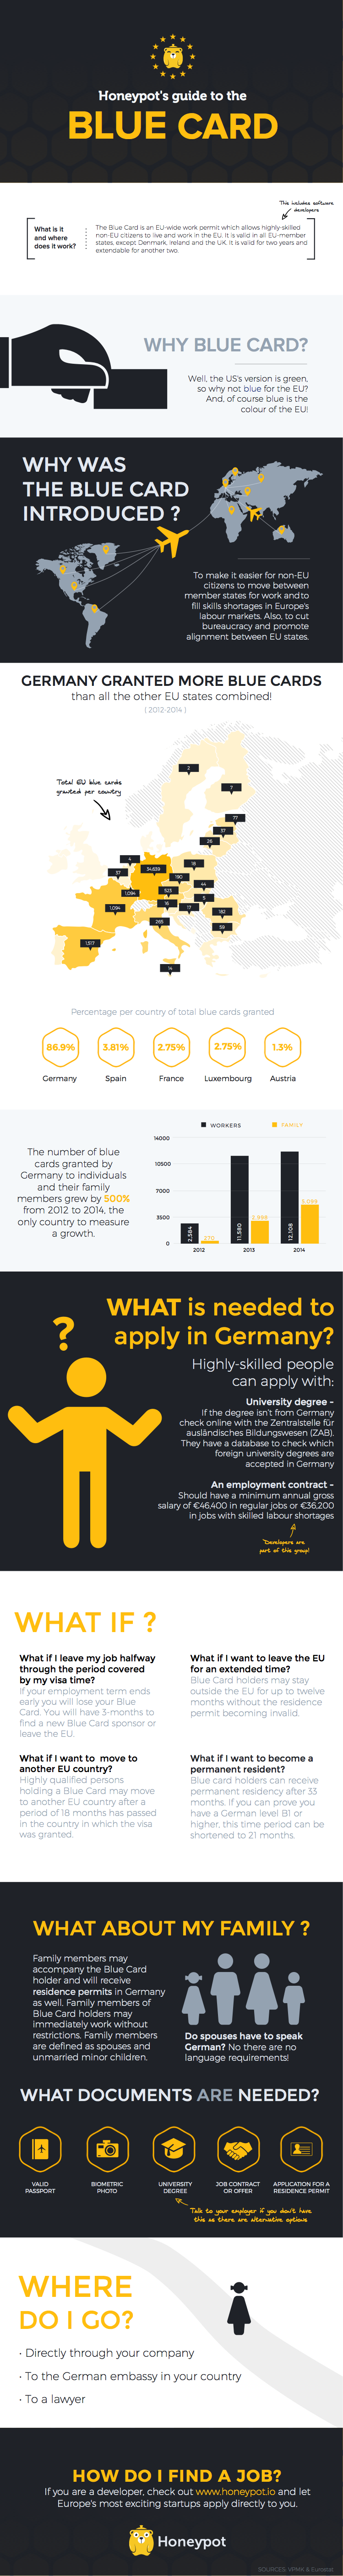 Honeypot's guide to the
BLUE CARD
This includes software
developers
What is it
and where
does it work?
The Blue Card is an EU-wide work permit which allows highly-skilled
non-EU citizens to live and work in the EU. It is valid in all EU-member
states, except Denmark, Ireland and the UK. It is valid for two years and
extendable for another two.
WHY BLUE CARD?
Well, the US's version is green,
so why not blue for the EU?
And, of course blue is the
colour of the EU!
WHY WAS
THE BLUE CARD
INTRODUCED ?
To make it easier for non-EU
citizens to move between
member states for work and to
fill skills shortages in Europe's
labour markets. Also, to cut
bureaucracy and promote
alignment between EU states.
GERMANY GRANTED MORE BLUE CARDS
than all the other EU states combined!
( 2012-2014 )
Total EU blue cards
granted per country
2
7
77
37
26
4
37
34,639
16
190
1,094
523
44
5
1,094
16
17
182
265
59
1,517
14
Percentage per country of total blue cards granted
86.9%
3.81%
2.75%
2.75%
1.3%
Germany
Spain
France
Luxembourg
Austria
The number of blue
cards granted by
Germany to individuals
and their family
members grew by 500%
from 2012 to 2014, the
only country to measure
a growth.
WORKERS
FAMILY
14000
10500
7000
3500
0
2,584
270
11,580
2,998
12,108
2012
2013
2014
WHAT is needed to
apply in Germany?
?
Highly-skilled people
can apply with:
University degree -
If the degree isn't from Germany
check online with the Zentralstelle für
ausländisches Bildungswesen (ZAB).
They have a database to check which
foreign university degrees are
accepted in Germany
An employment contract -
Should have a minimum annual gross
salary of €46,400 in regular jobs or €36,200
in jobs with skilled labour shortages
Developers are
part of this group!
WHAT IF ?
What if I leave my job halfway
through the period covered
by my visa time?
If your employment term ends
early you will lose your Blue
Card. You will have 3-months to
find a new Blue Card sponsor or
leave the EU.
What if I want to leave the EU
for an extended time?
Blue Card holders may stay
outside the EU for up to twelve
months without the residence
permit becoming invalid.
What if I want to move to
another EU country?
Highly qualified persons
holding a Blue Card may move
to another EU country after a
period of 18 months has passed
in the country in which the visa
was granted.
What if I want to become a
permanent resident?
Blue card holders can receive
permanent residency after 33
months. If you can prove you
have a German level B1 or
higher, this time period can be
shortened to 21 months.
WHAT ABOUT MY FAMILY ?
Family members may
accompany the Blue Card
holder and will receive
residence permits in Germany
as well. Family members of
Blue Card holders may
immediately work without
restrictions. Family members
are defined as spouses and
unmarried minor children.
Do spouses have to speak
German? No there are no
language requirements!
WHAT DOCUMENTS ARE NEEDED?
VALID
PASSPORT
BIOMETRIC
PHOTO
UNIVERSITY
DEGREE
JOB CONTRACT
OR OFFER
APPLICATION FOR A
RESIDENCE PERMIT
Talk to your employer if you don't have
this as there are alternative options
WHERE
DO I GO?
· Directly through your company
· To the German embassy in your country
· To a lawyer
HOW DO I FIND A JOB?
If you are a developer, check out www.honeypot.io and let
Europe's most exciting startups apply directly to you.
Honeypot
SOURCES: VPMK & Eurostat